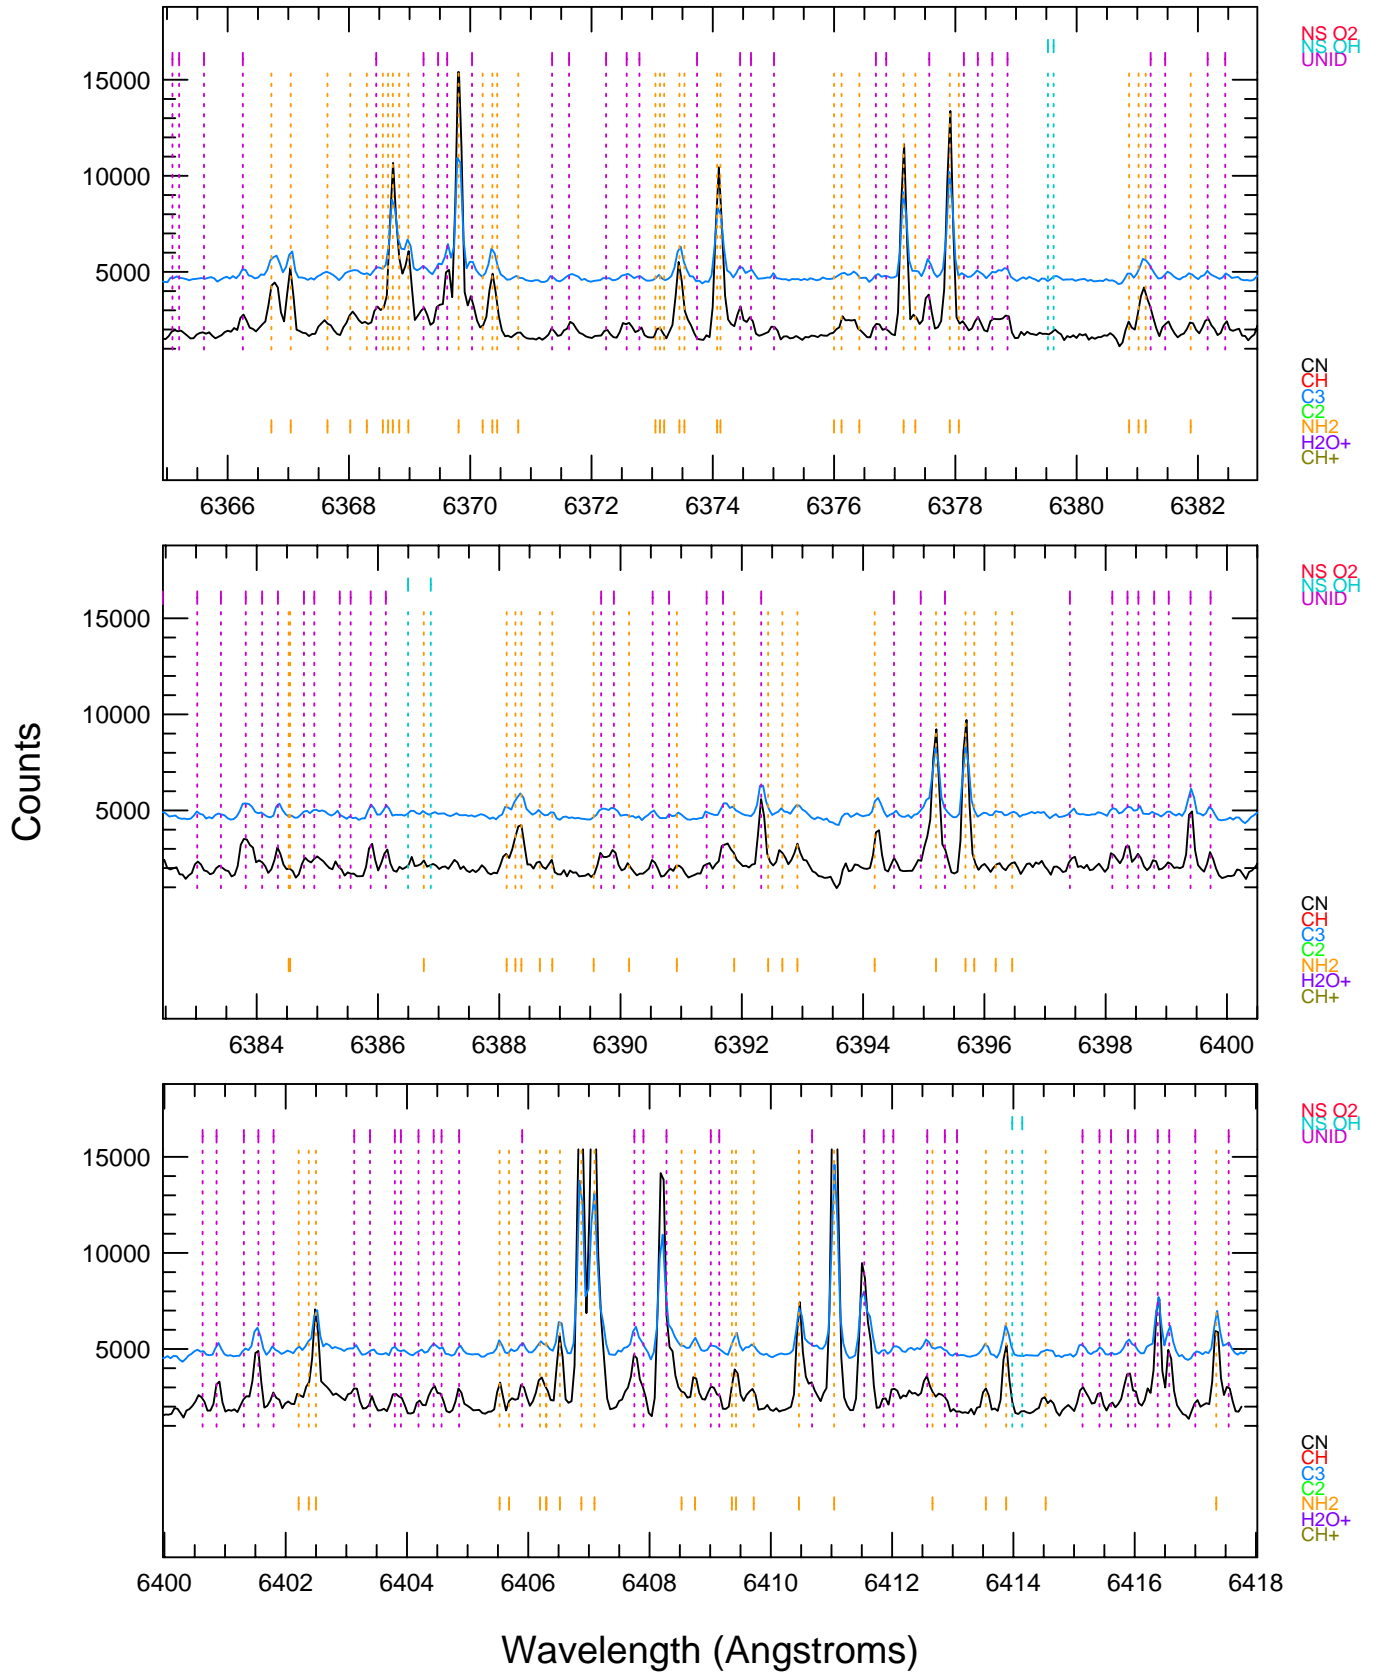 NS O2
NS OH
UNID
15000
10000
5000
CN
CH
C3
C2
NH2
H2O+
CH+
6366 6368 6370 6372 6374 6376 6378 6380 6382
NS O2
NS OH
UNID
15000
10000
5000
Counts
CN
CH
C3
C2
NH2
H2O+
CH+
6384 6386 6388 6390 6392 6394 6396 6398 6400
NS O2
NS OH
UNID
15000
10000
5000
CN
CH
C3
C2
NH2
H2O+
CH+
6400 6402 6404 6406 6408 6410 6412 6414 6416 6418
Wavelength (Angstroms)